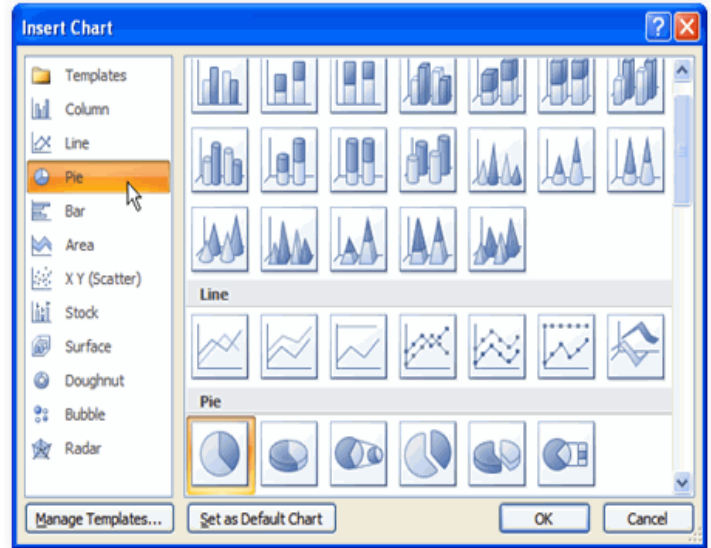 Insert Chart
Templates
Column
Line
Pie
Bar
Area
X Y (Scatter)
Stock
Surface
Doughnut
Bubble
Radar
Line
Pie
Manage Templates...
Set as Default Chart
OK
Cancel